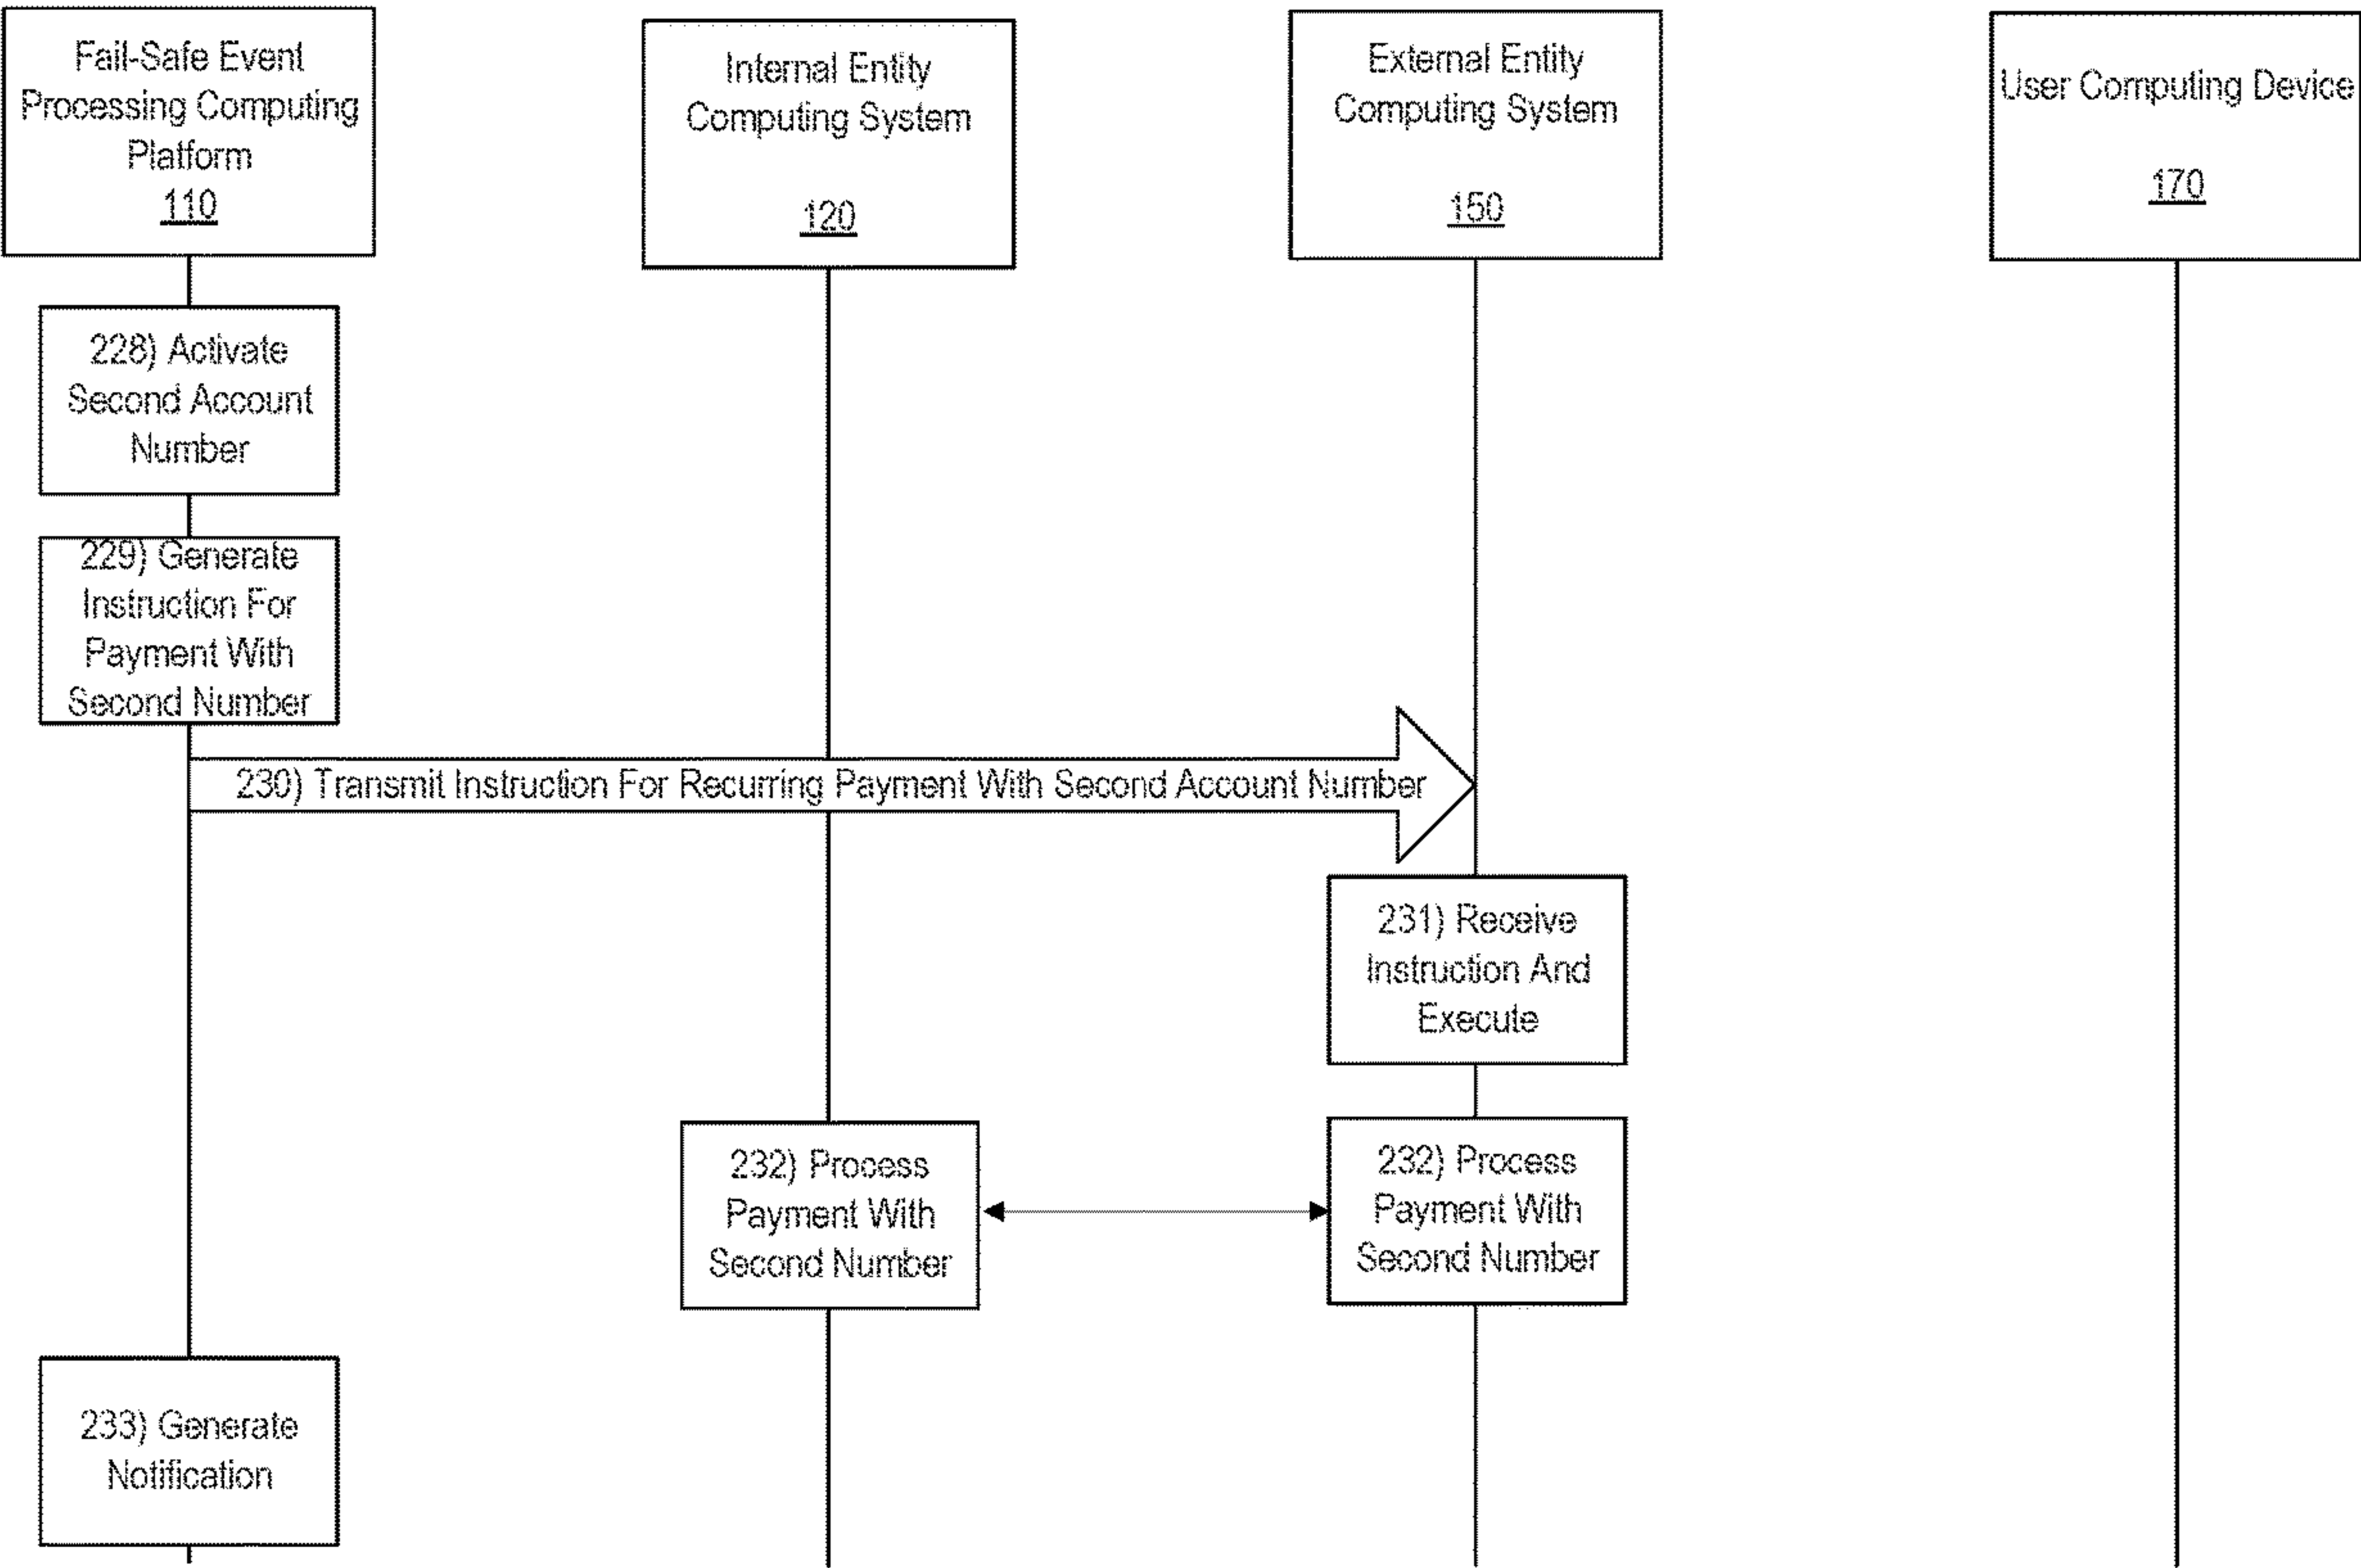 Fail-Safe Event
Processing Computing
Platform
110
Internal Entity
Computing System
120
External Entity
Computing System
150
User Computing Device
170
228) Activate
Second Account
Number
229) Generate
Instruction For
Payment With
Second Number
230) Transmit Instruction For Recurring Payment With Second Account Number
231) Receive
Instruction And
Execute
232) Process
Payment With
Second Number
232) Process
Payment With
Second Number
233) Generate
Notification